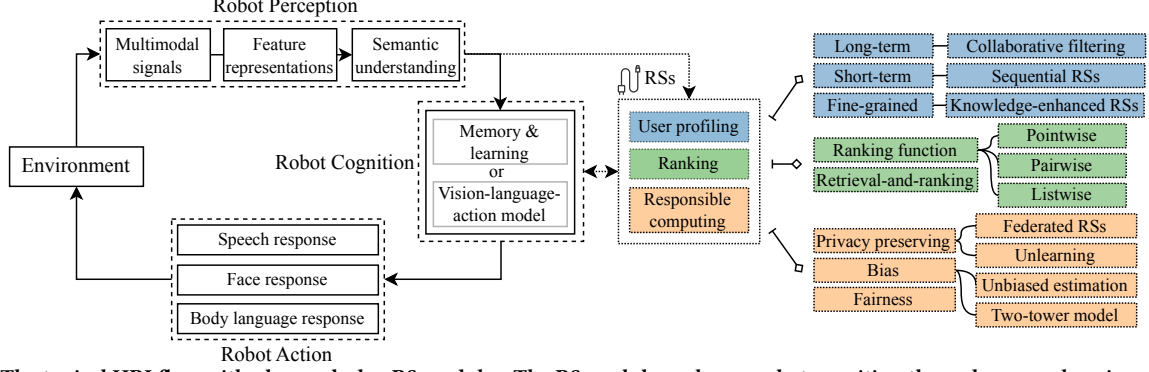 Robot Perception
Multimodal
signals
Feature
representations
Semantic
understanding
RSs
Environment
Robot Cognition
Memory &
learning
or
Vision-language-
action model
User profiling
Ranking
Responsible
computing
Speech response
Face response
Body language response
Robot Action
Long-term
Collaborative filtering
Short-term
Sequential RSs
Fine-grained
Knowledge-enhanced RSs
Ranking function
Retrieval-and-ranking
Pointwise
Pairwise
Listwise
Privacy preserving
Bias
Fairness
Federated RSs
Unlearning
Unbiased estimation
Two-tower model